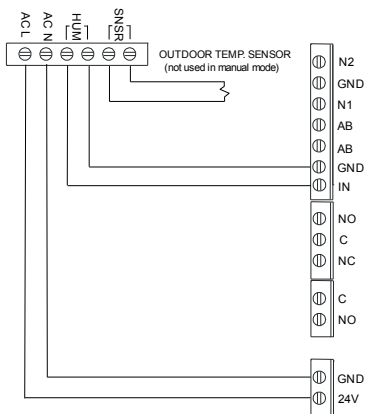 AC L
AC N
HUM
SNSR
OUTDOOR TEMP. SENSOR
(not used in manual mode)
N2
GND
N1
AB
AB
GND
IN
NO
C
NC
C
NO
GND
24V